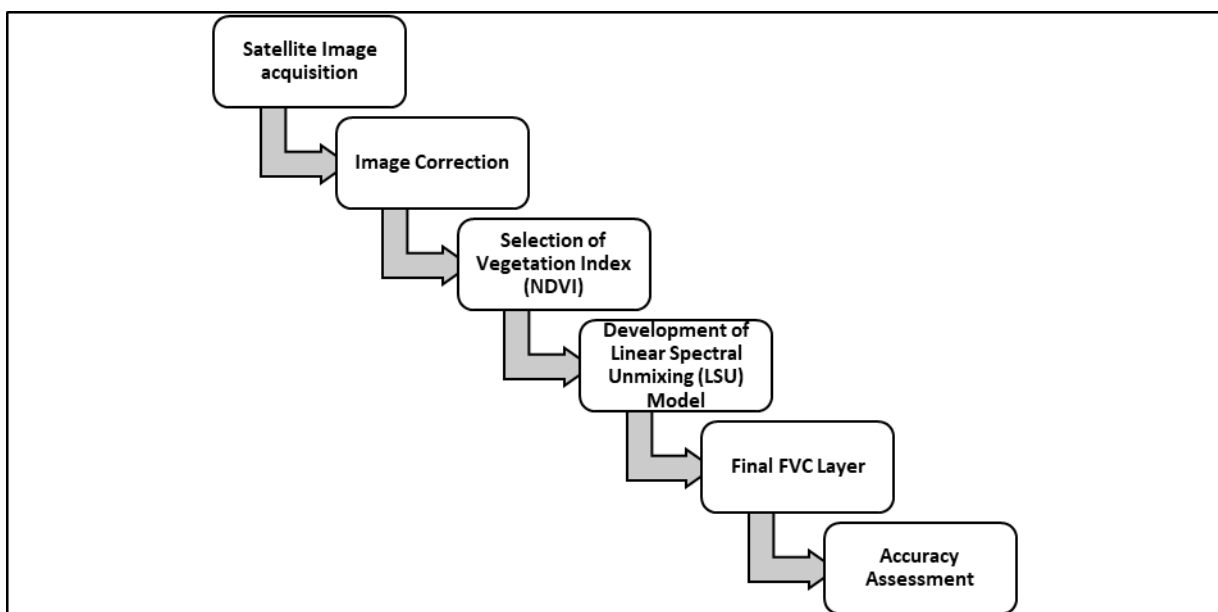 Satellite Image
acquisition
Image Correction
Selection of
Vegetation Index
(NDVI)
Development of
Linear Spectral
Unmixing (LSU)
Model
Final FVC Layer
Accuracy
Assessment